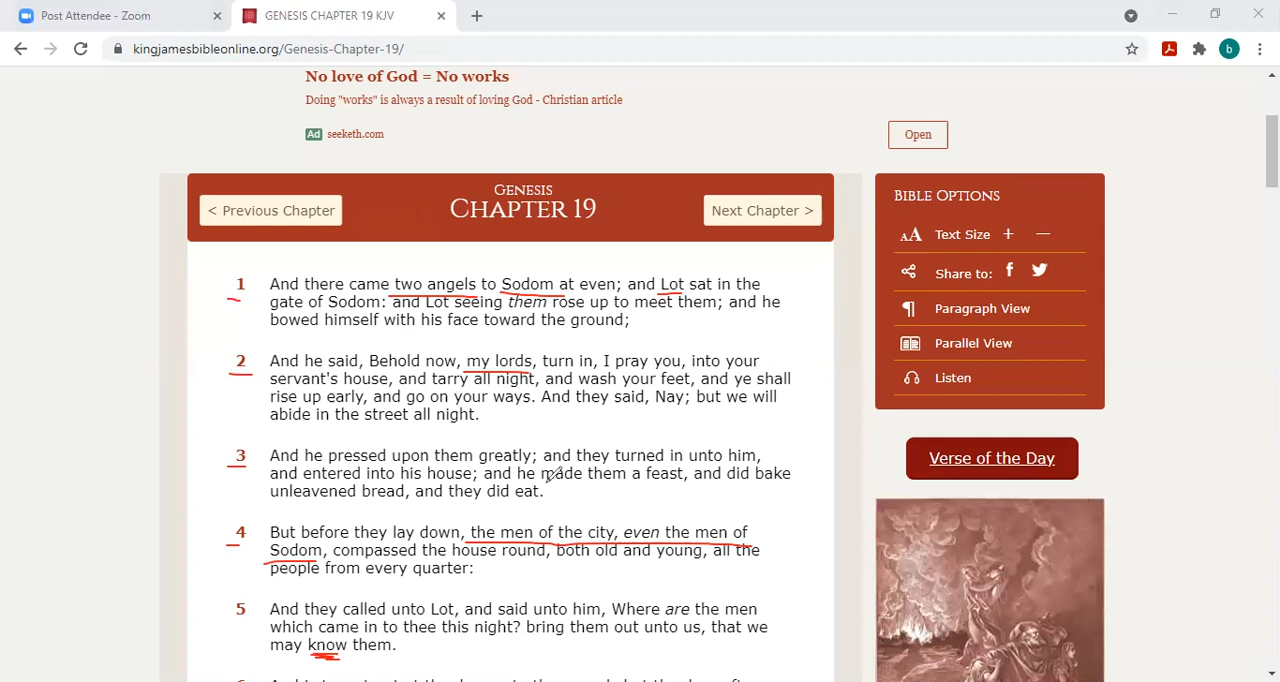 Post Attendee - Zoom
GENESIS CHAPTER 19 KJV
kingjamesbibleonline.org/Genesis-Chapter-19/
b
No love of God = No works
Doing "works" is always a result of loving God - Christian article
Ad seeketh.com
Open
GENESIS
CHAPTER 19
< Previous Chapter
Next Chapter >
1 And there came two angels to Sodom at even; and Lot sat in the
gate of Sodom: and Lot seeing them rose up to meet them; and he
bowed himself with his face toward the ground;
2 And he said, Behold now, my lords, turn in, I pray you, into your
servant's house, and tarry all night, and wash your feet, and ye shall
rise up early, and go on your ways. And they said, Nay; but we will
abide in the street all night.
3 And he pressed upon them greatly; and they turned in unto him,
and entered into his house; and he made them a feast, and did bake
unleavened bread, and they did eat.
4 But before they lay down, the men of the city, even the men of
Sodom, compassed the house round, both old and young, all the
people from every quarter:
5 And they called unto Lot, and said unto him, Where are the men
which came in to thee this night? bring them out unto us, that we
may know them.
BIBLE OPTIONS
AA Text Size + —
Share to: f
Paragraph View
Parallel View
Listen
Verse of the Day